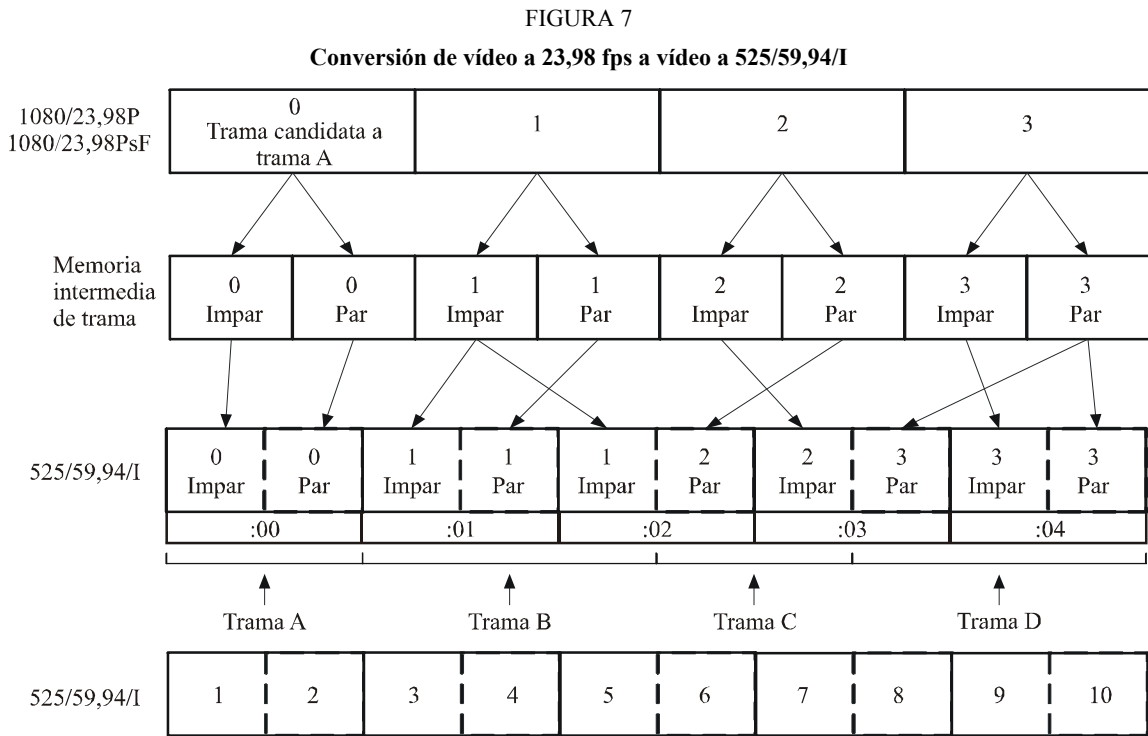 FIGURA 7
Conversión de vídeo a 23,98 fps a vídeo a 525/59,94/I
1080/23,98P
1080/23,98PsF
0
Trama candidata a
trama A
1
2
3
Memoria
intermedia
de trama
0
Impar
0
Par
1
Impar
1
Par
2
Impar
2
Par
3
Impar
3
Par
525/59,94/I
0
Impar
0
Par
1
Impar
1
Par
1
Impar
2
Par
2
Impar
3
Par
3
Impar
3
Par
:00
:01
:02
:03
:04
Trama A
Trama B
Trama C
Trama D
525/59,94/I
1
2
3
4
5
6
7
8
9
10